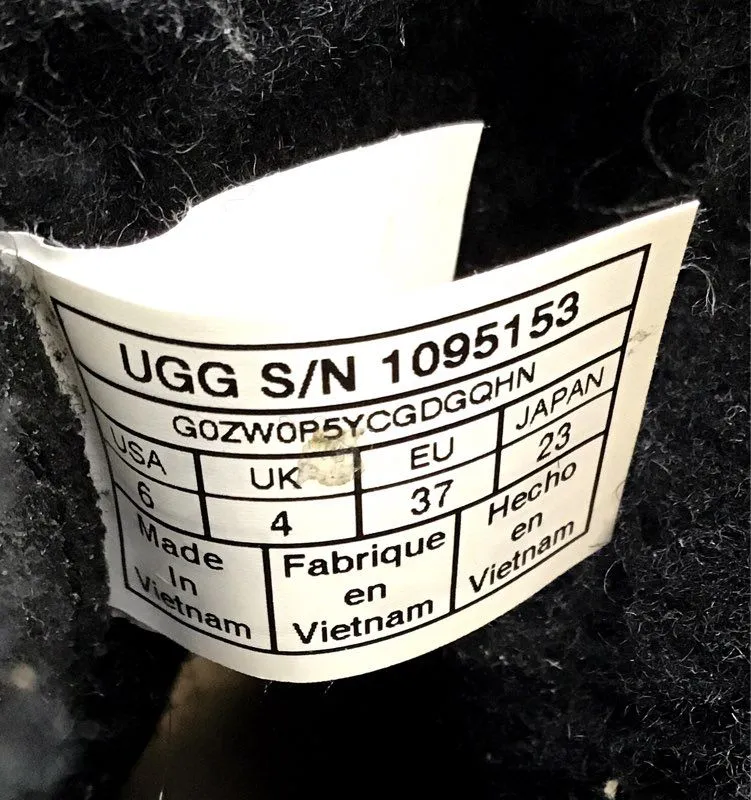 UGG S/N 1095153
G0ZW0P5YCGDGQHN
USA UK EU JAPAN
6 4 37 23
Made In Vietnam
Fabrique en Vietnam
Hecho en Vietnam